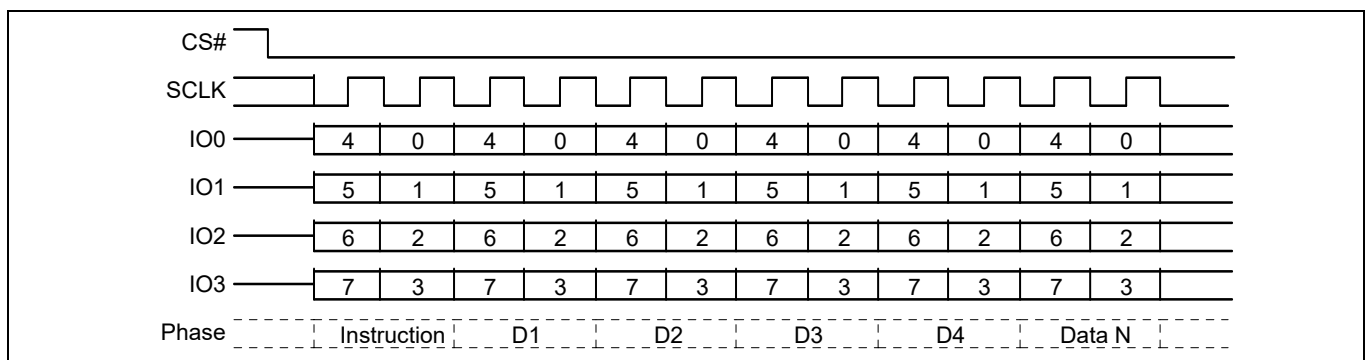 CS#
SCLK
IO0 4 0 4 0 4 0 4 0 4 0 4 0
IO1 5 1 5 1 5 1 5 1 5 1 5 1
IO2 6 2 6 2 6 2 6 2 6 2 6 2
IO3 7 3 7 3 7 3 7 3 7 3 7 3
Phase Instruction D1 D2 D3 D4 Data N